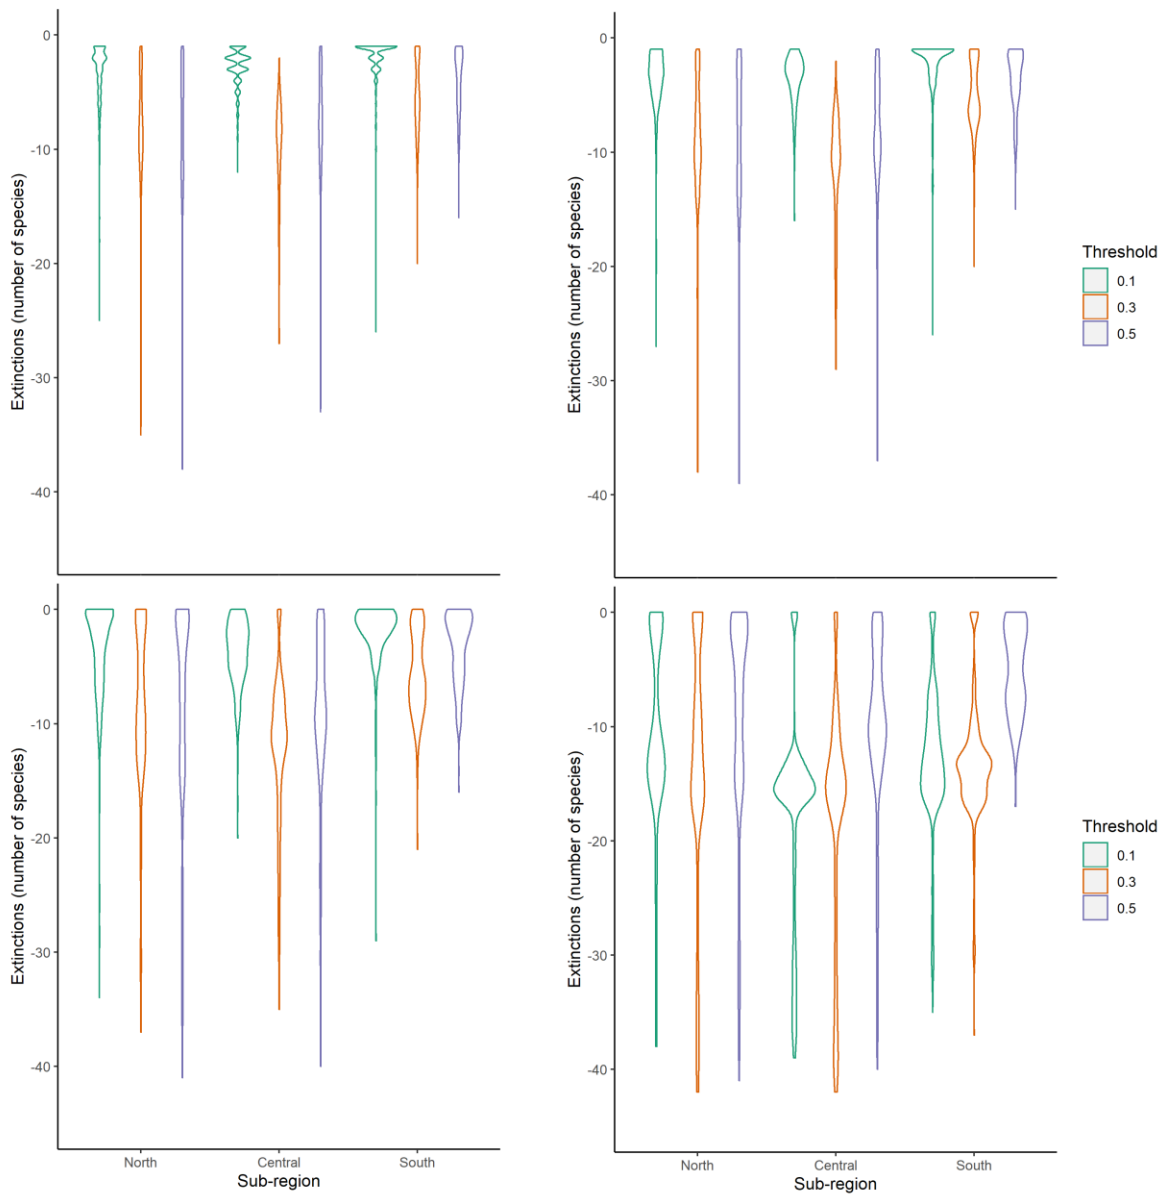 0
-10
-20
-30
-40
Extinctions (number of species)
0
-10
-20
-30
-40
Extinctions (number of species)
Threshold
0.1
0.3
0.5
0
-10
-20
-30
-40
Extinctions (number of species)
North Central South
Sub-region
0
-10
-20
-30
-40
Extinctions (number of species)
North Central South
Sub-region
Threshold
0.1
0.3
0.5